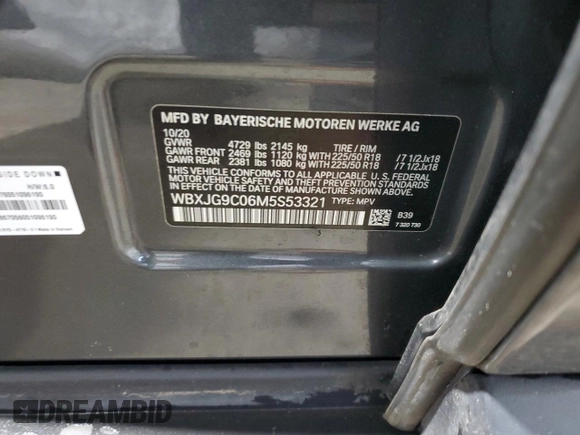 MFD BY BAYERISCHE MOTOREN WERKE AG
10/20
GVWR 4729 lbs 2145 kg TIRE / RIM
GAWR FRONT 2469 lbs 1120 kg WITH 225/50 R18 /7 1/2Jx18
GAWR REAR 2381 lbs 1080 kg WITH 225/50 R18 /7 1/2Jx18
THIS VEHICLE CONFORMS TO ALL APPLICABLE U.S. FEDERAL
MOTOR VEHICLE SAFETY AND THEFT PREVENTION STANDARDS
IN EFFECT ON THE DATE OF MANUFACTURE SHOWN ABOVE.
WBXJG9C06M5S53321 TYPE: MPV
B39
7 320 730
SIDE DOWN
DREAMBID